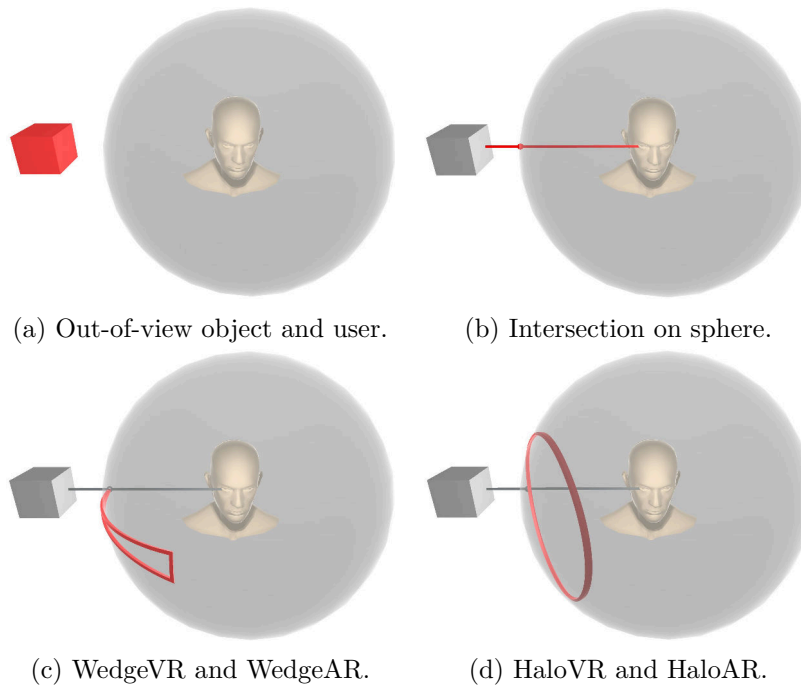 (a) Out-of-view object and user.
(b) Intersection on sphere.
(c) WedgeVR and WedgeAR.
(d) HaloVR and HaloAR.